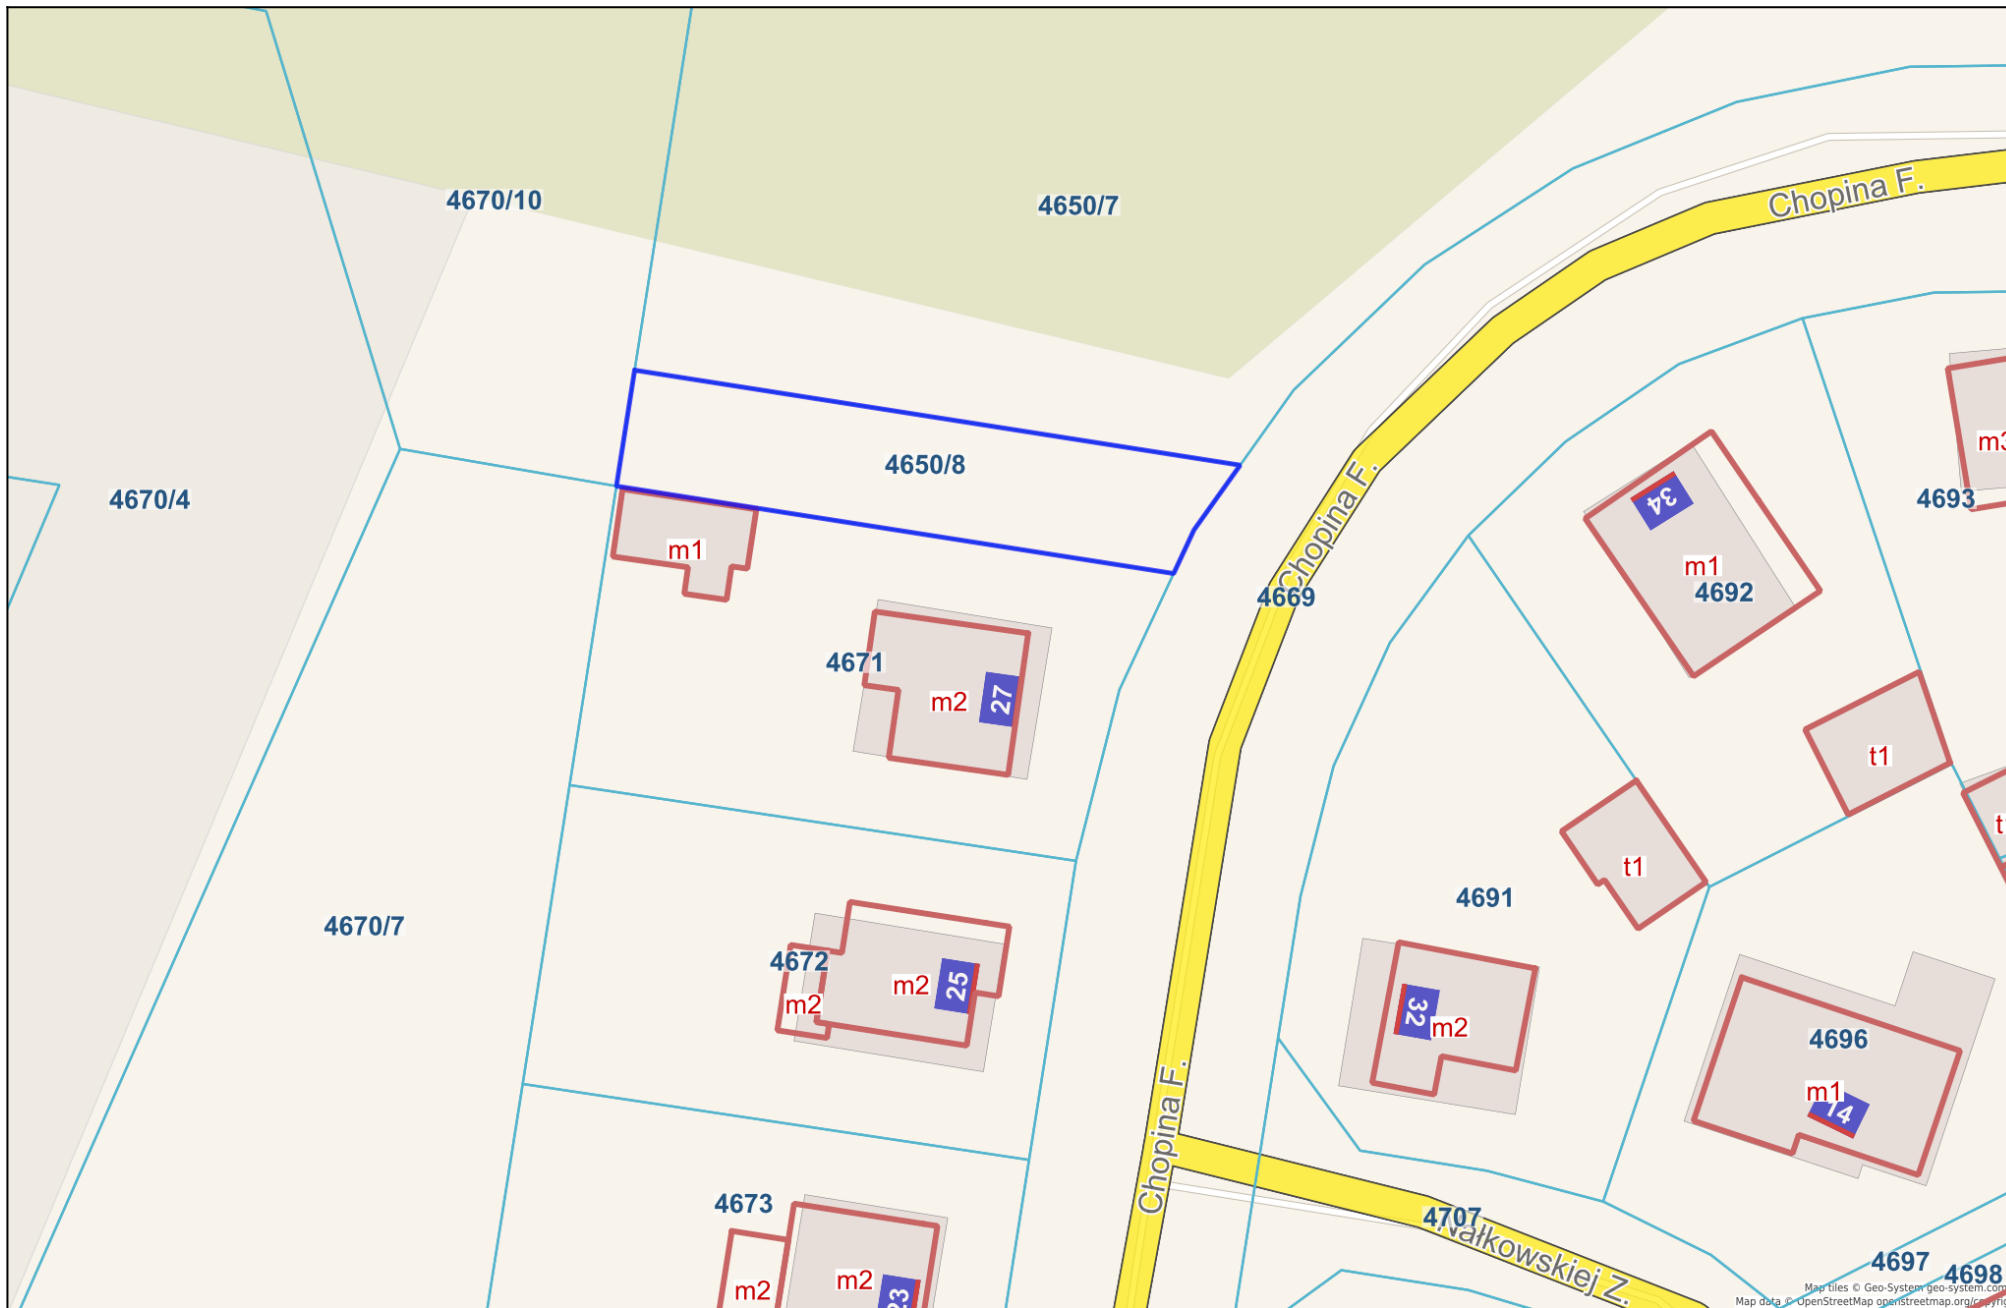 Chopina F.
4670/10
4650/7
4650/8
4670/4
m3
4693
34
m1
4692
Chopina F.
4669
m1
4671
m2
27
t1
t1
4691
4670/7
4672
m2
m2
25
32
m2
4696
m1
14
Chopina F.
4673
m2
m2
23
4707
Nałkowskiej Z.
4697
4698
Map tiles © Geo-System geo-system.com
Map data © OpenStreetMap openstreetmap.org/copyrig